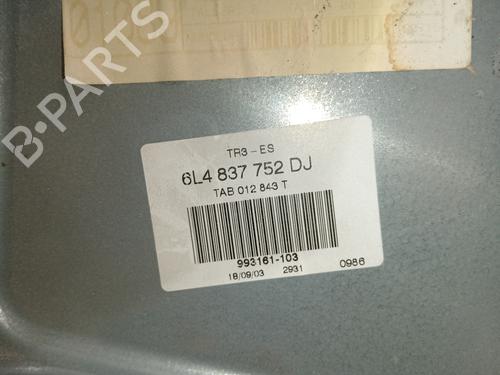 B-PARTS
TR3-ES
6L4 837 752 DJ
TAB 012 843 T
993161-103
18/09/03 2931 0986